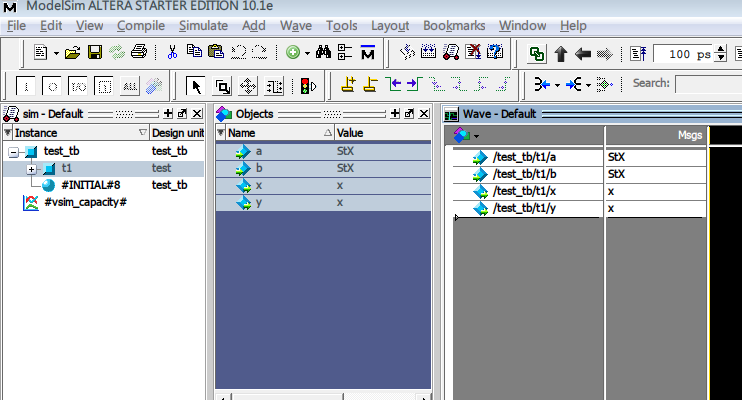 ModelSim ALTERA STARTER EDITION 10.1e
File Edit View Compile Simulate Add Wave Tools Layout Bookmarks Window Help
100 ps
Search:
sim - Default
Objects
Wave - Default
Instance Design unit
Name Value
Msgs
test_tb test_tb
t1 test
#INITIAL#8 test_tb
#vsim_capacity#
a StX
b StX
x x
y x
/test_tb/t1/a StX
/test_tb/t1/b StX
/test_tb/t1/x x
/test_tb/t1/y x